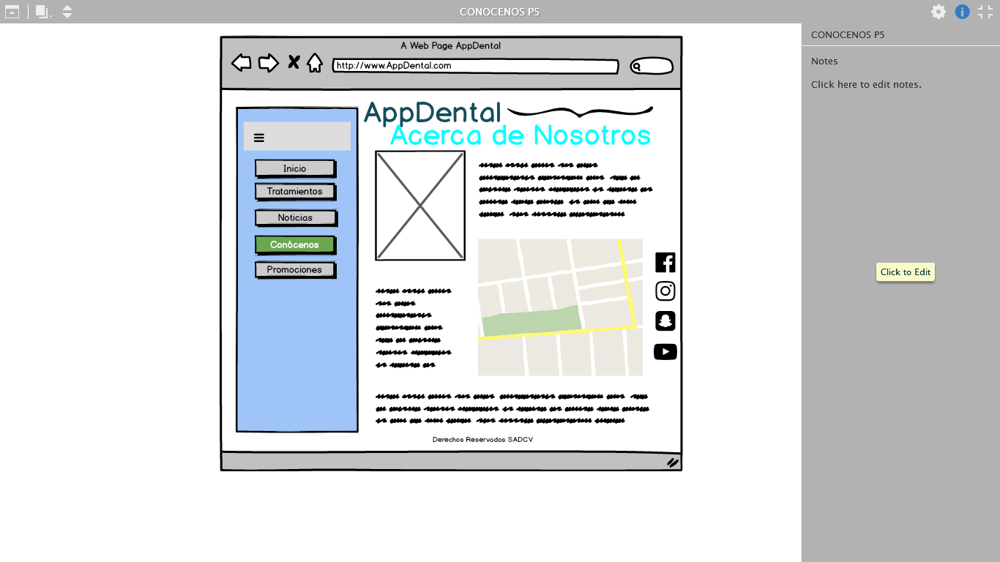 CONOCENOS P5
CONOCENOS P5
Notes
Click here to edit notes.
Click to Edit
A Web Page AppDental
http://www.AppDental.com
AppDental
Acerca de Nosotros
Inicio
Tratamientos
Noticias
Conócenos
Promociones
Derechos Reservados SADCV